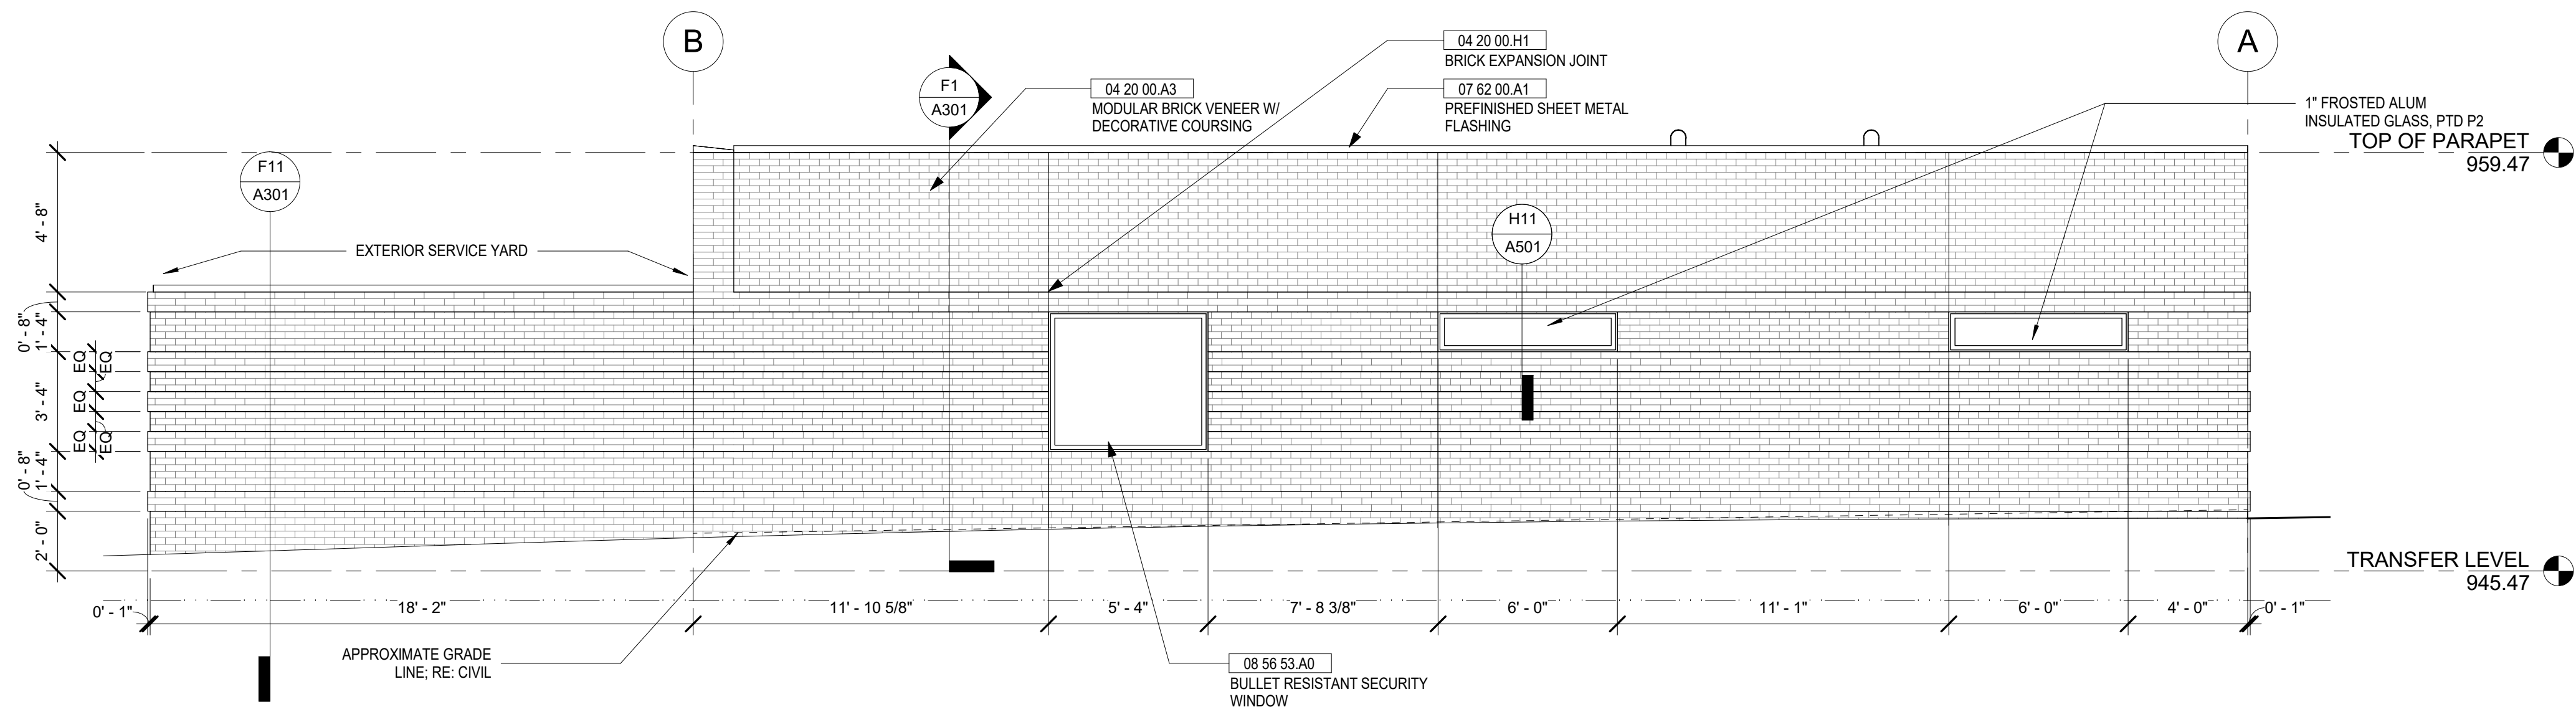 B
A
04 20 00.H1
BRICK EXPANSION JOINT
F1
A301
04 20 00.A3
MODULAR BRICK VENEER W/
DECORATIVE COURSING
07 62 00.A1
PREFINISHED SHEET METAL
FLASHING
1" FROSTED ALUM
INSULATED GLASS, PTD P2
TOP OF PARAPET
959.47
F11
A301
H11
A501
EXTERIOR SERVICE YARD
4' - 8"
0' - 8"
1' - 4"
EQ
EQ
3' - 4"
EQ
EQ
EQ
0' - 8"
1' - 4"
2' - 0"
TRANSFER LEVEL
945.47
0' - 1"
18' - 2"
11' - 10 5/8"
5' - 4"
7' - 8 3/8"
6' - 0"
11' - 1"
6' - 0"
4' - 0"
0' - 1"
APPROXIMATE GRADE
LINE; RE: CIVIL
08 56 53.A0
BULLET RESISTANT SECURITY
WINDOW